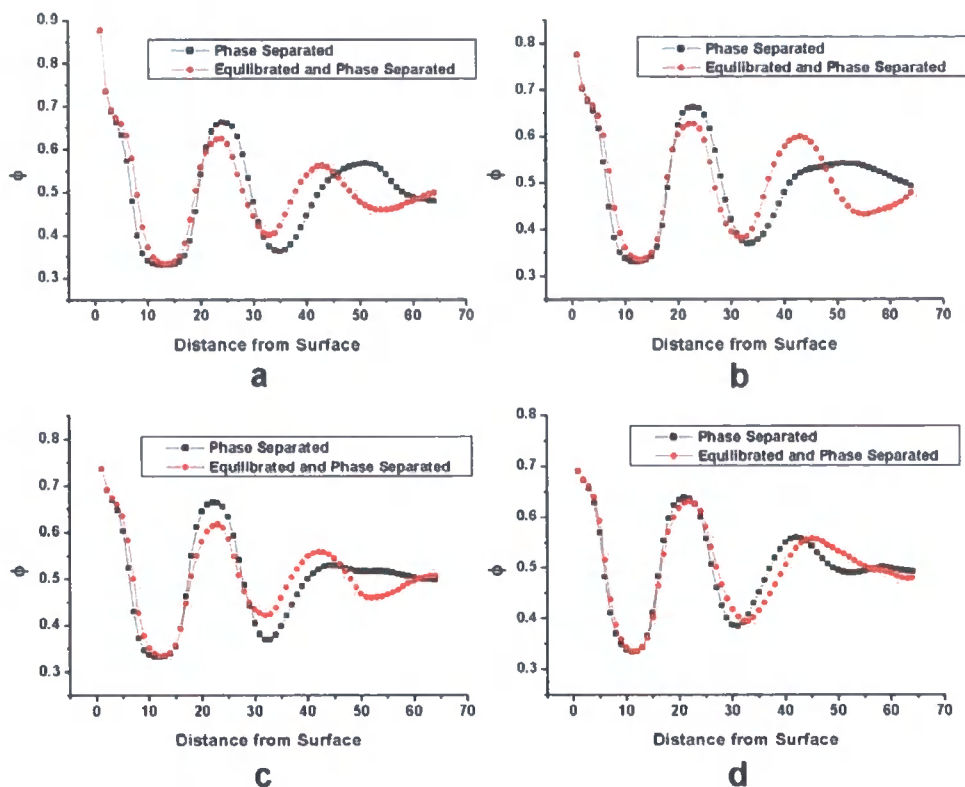 0.9
0.8
0.7
0.6
0.5
0.4
0.3
ϕ
Phase Separated
Equilibrated and Phase Separated
0 10 20 30 40 50 60 70
Distance from Surface
a
0.8
0.7
0.6
0.5
0.4
0.3
ϕ
Phase Separated
Equilibrated and Phase Separated
0 10 20 30 40 50 60 70
Distance from Surface
b
0.8
0.7
0.6
0.5
0.4
0.3
ϕ
Phase Separated
Equilibrated and Phase Separated
0 10 20 30 40 50 60 70
Distance from Surface
c
0.8
0.7
0.6
0.5
0.4
0.3
ϕ
Phase Separated
Equilibrated and Phase Separated
0 10 20 30 40 50 60 70
Distance from Surface
d